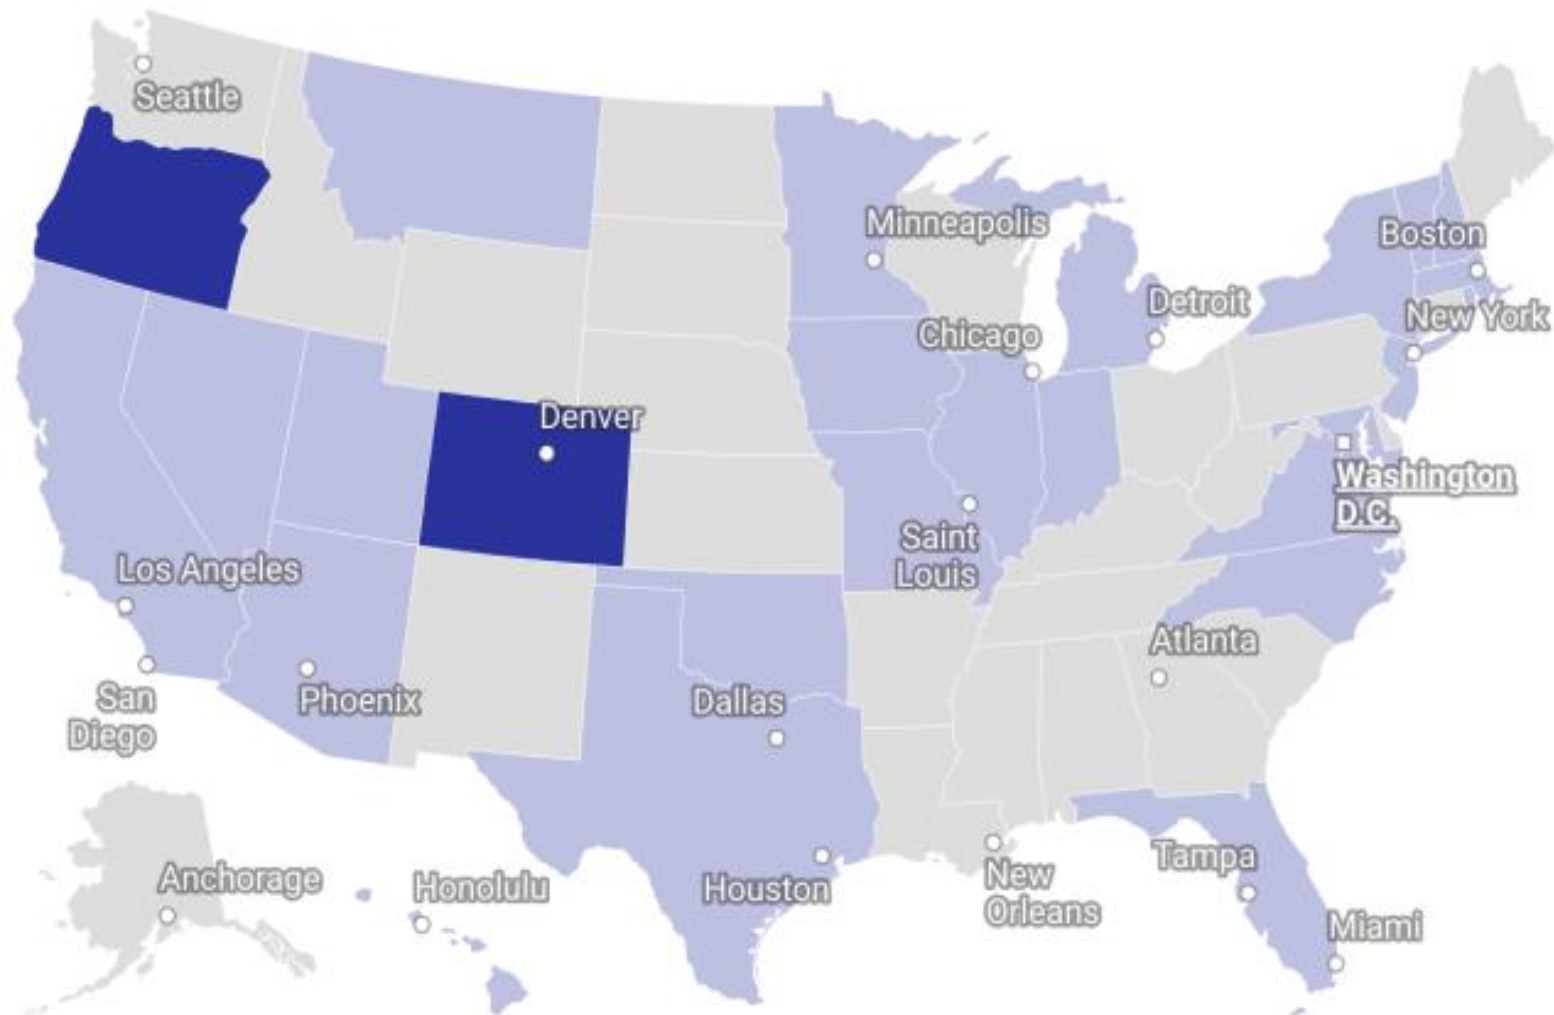 Seattle
Minneapolis
Boston
Detroit
New York
Chicago
Denver
Washington
D.C.
Saint
Louis
Los Angeles
Atlanta
Phoenix
San
Diego
Dallas
Tampa
Anchorage
Honolulu
Houston
New
Orleans
Miami